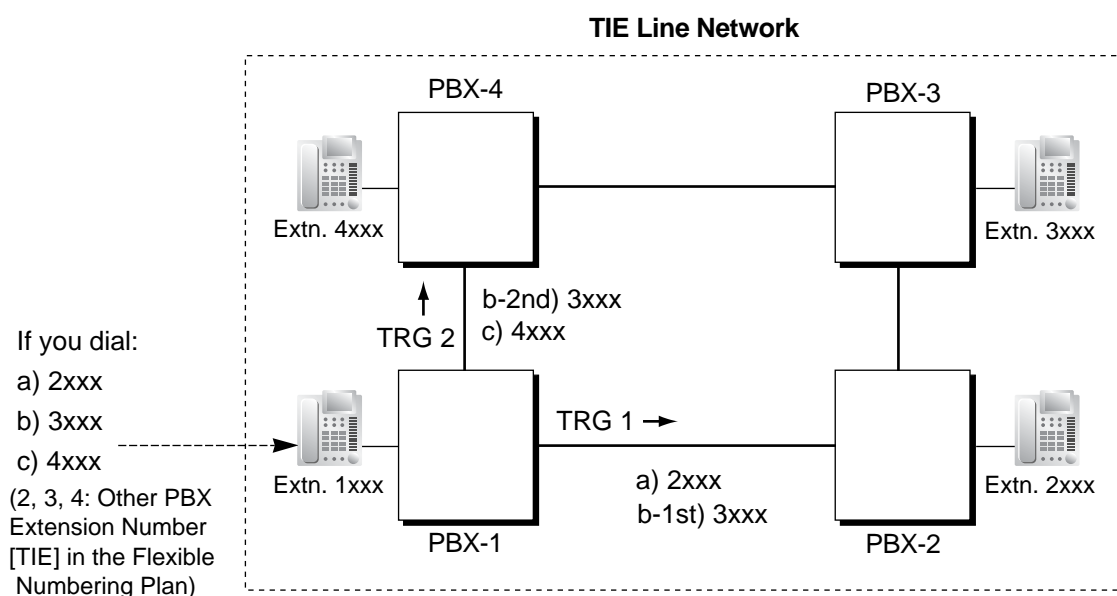 TIE Line Network
PBX-4
PBX-3
Extn. 4xxx
Extn. 3xxx
b-2nd) 3xxx
TRG 2
c) 4xxx
If you dial:
a) 2xxx
b) 3xxx
c) 4xxx
(2, 3, 4: Other PBX
Extension Number
[TIE] in the Flexible
Numbering Plan)
TRG 1
Extn. 1xxx
a) 2xxx
b-1st) 3xxx
Extn. 2xxx
PBX-1
PBX-2